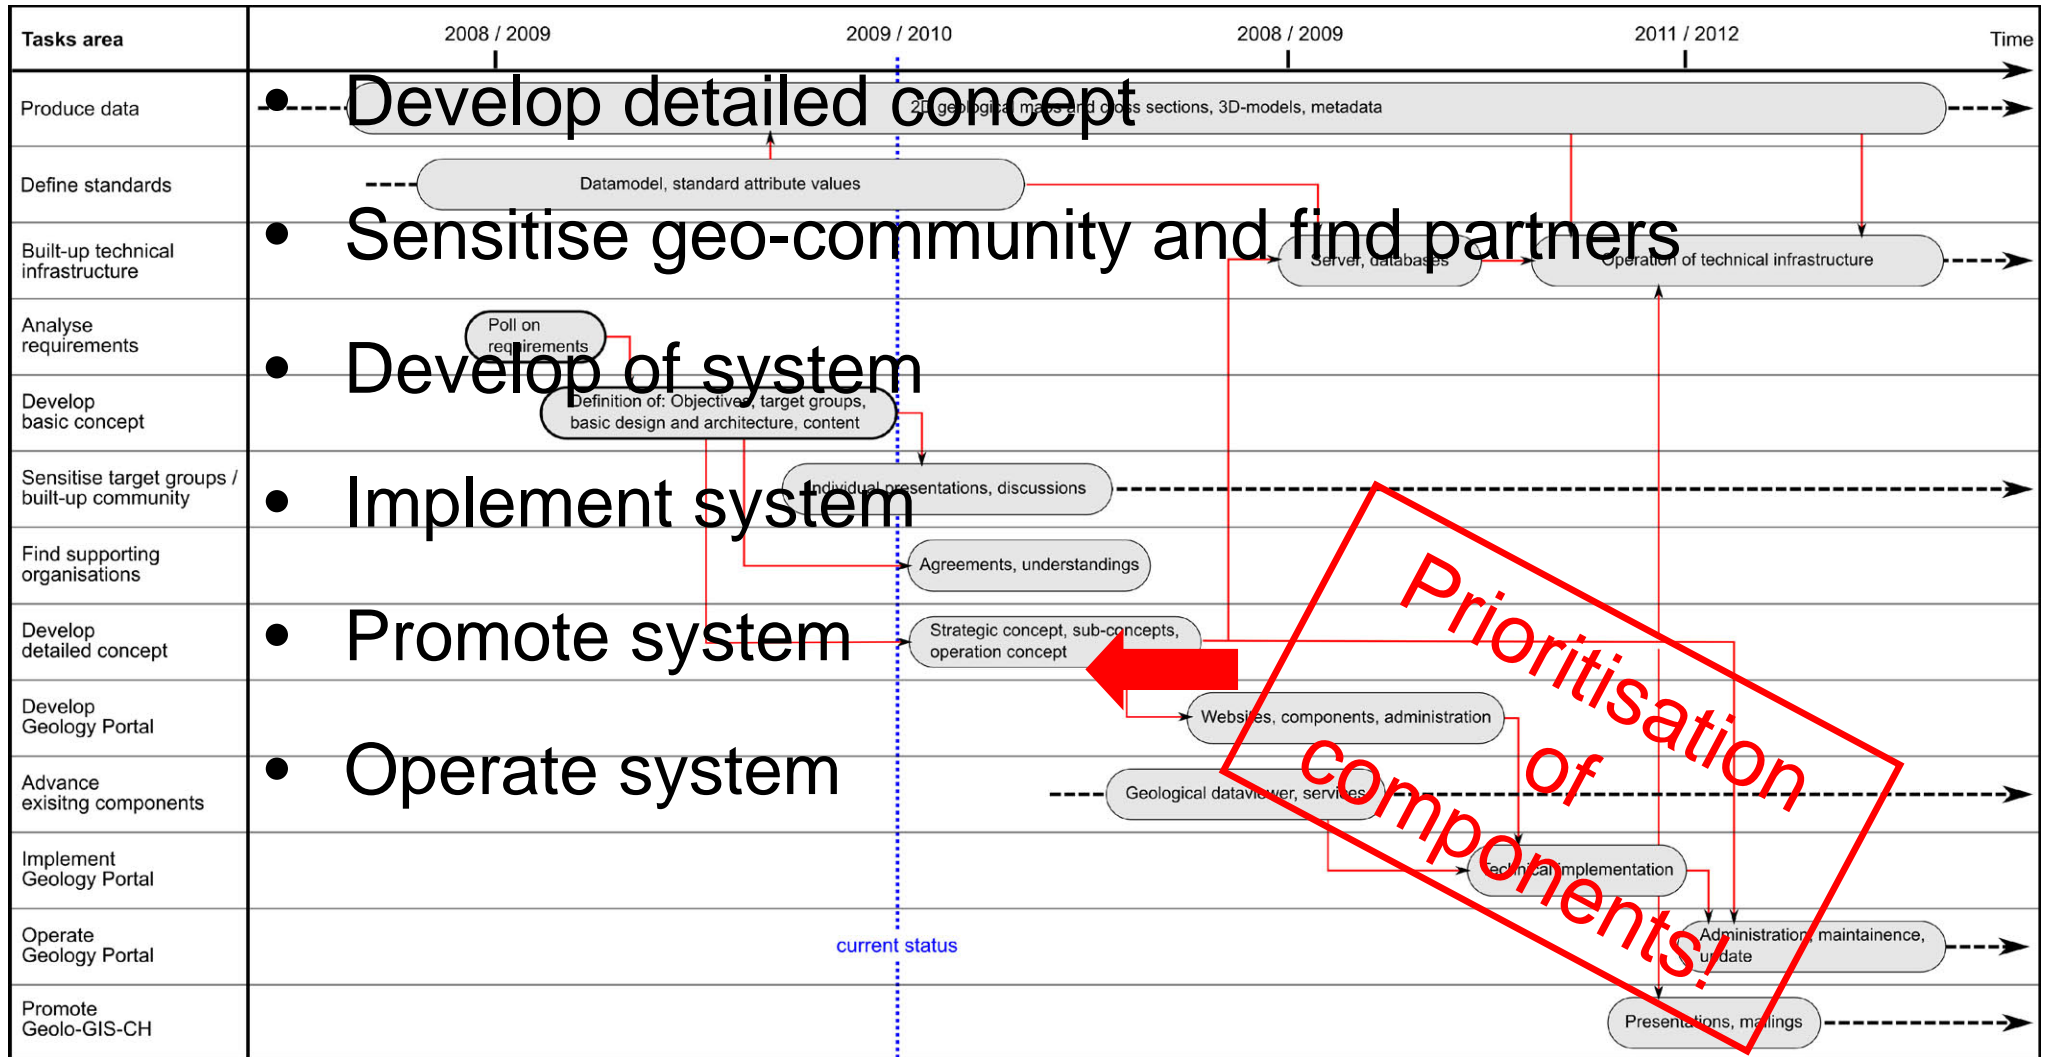 Tasks area
2008 / 2009
2009 / 2010
2008 / 2009
2011 / 2012
Time
Produce data
2D geological maps and cross sections, 3D-models, metadata
• Develop detailed concept
Define standards
Datamodel, standard attribute values
Built-up technical
infrastructure
• Sensitise geo-community and find partners
Server, databases
Operation of technical infrastructure
Analyse
requirements
Poll on
requirements
• Develop of system
Develop
basic concept
Definition of: Objectives, target groups,
basic design and architecture, content
Sensitise target groups /
built-up community
Individual presentations, discussions
• Implement system
Find supporting
organisations
Agreements, understandings
Develop
detailed concept
• Promote system
Strategic concept, sub-concepts,
operation concept
Develop
Geology Portal
Websites, components, administration
Advance
exisitng components
• Operate system
Geological dataviewer, services
Prioritisation
of
components!
Implement
Geology Portal
Technical implementation
Operate
Geology Portal
current status
Administration, maintainence,
update
Promote
Geolo-GIS-CH
Presentations, mailings